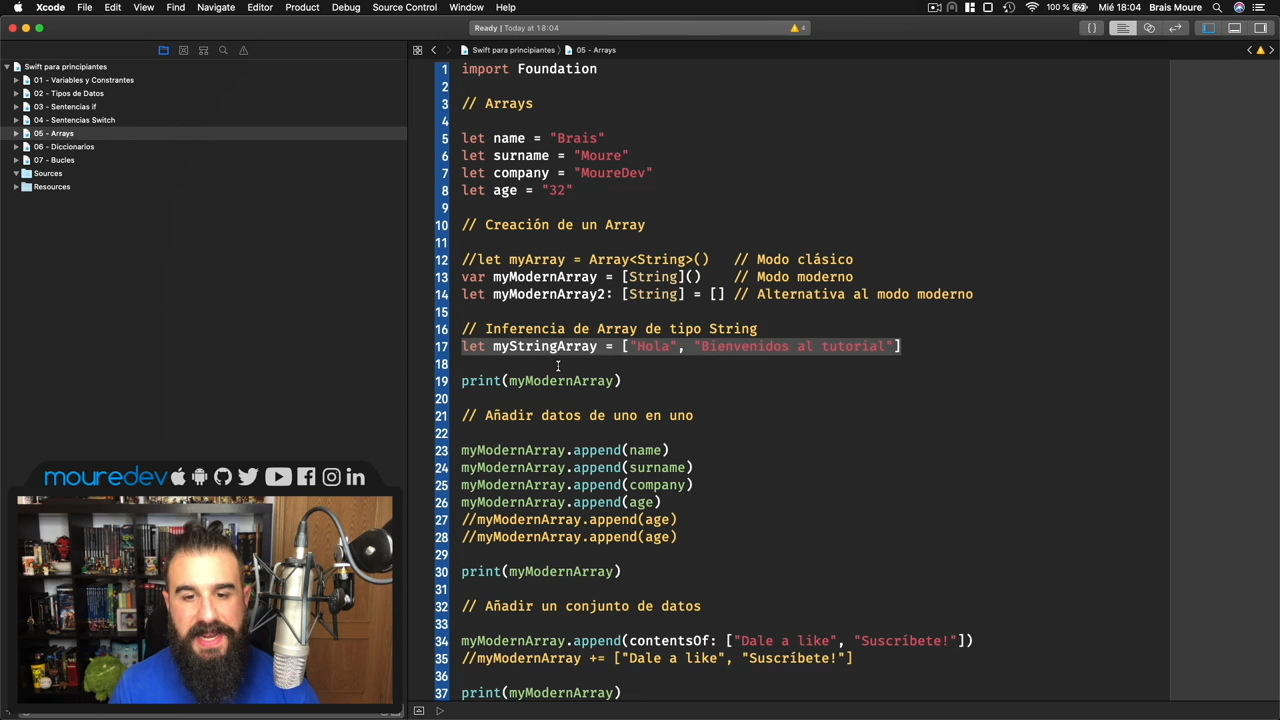 Xcode File Edit View Find Navigate Editor Product Debug Source Control Window Help 100 % Mié 18:04 Brais Moure
Ready | Today at 18:04 4
Swift para principiantes 05 - Arrays
Swift para principiantes
01 - Variables y Constrantes
02 - Tipos de Datos
03 - Sentencias if
04 - Sentencias Switch
05 - Arrays
06 - Diccionarios
07 - Bucles
Sources
Resources
1 import Foundation
2
3 // Arrays
4
5 let name = "Brais"
6 let surname = "Moure"
7 let company = "MoureDev"
8 let age = "32"
9
10 // Creación de un Array
11
12 //let myArray = Array<String>() // Modo clásico
13 var myModernArray = [String]() // Modo moderno
14 let myModernArray2: [String] = [] // Alternativa al modo moderno
15
16 // Inferencia de Array de tipo String
17 let myStringArray = ["Hola", "Bienvenidos al tutorial"]
18
19 print(myModernArray)
20
21 // Añadir datos de uno en uno
22
23 myModernArray.append(name)
24 myModernArray.append(surname)
25 myModernArray.append(company)
26 myModernArray.append(age)
27 //myModernArray.append(age)
28 //myModernArray.append(age)
29
30 print(myModernArray)
31
32 // Añadir un conjunto de datos
33
34 myModernArray.append(contentsOf: ["Dale a like", "Suscríbete!"])
35 //myModernArray += ["Dale a like", "Suscríbete!"]
36
37 print(myModernArray)
mouredev